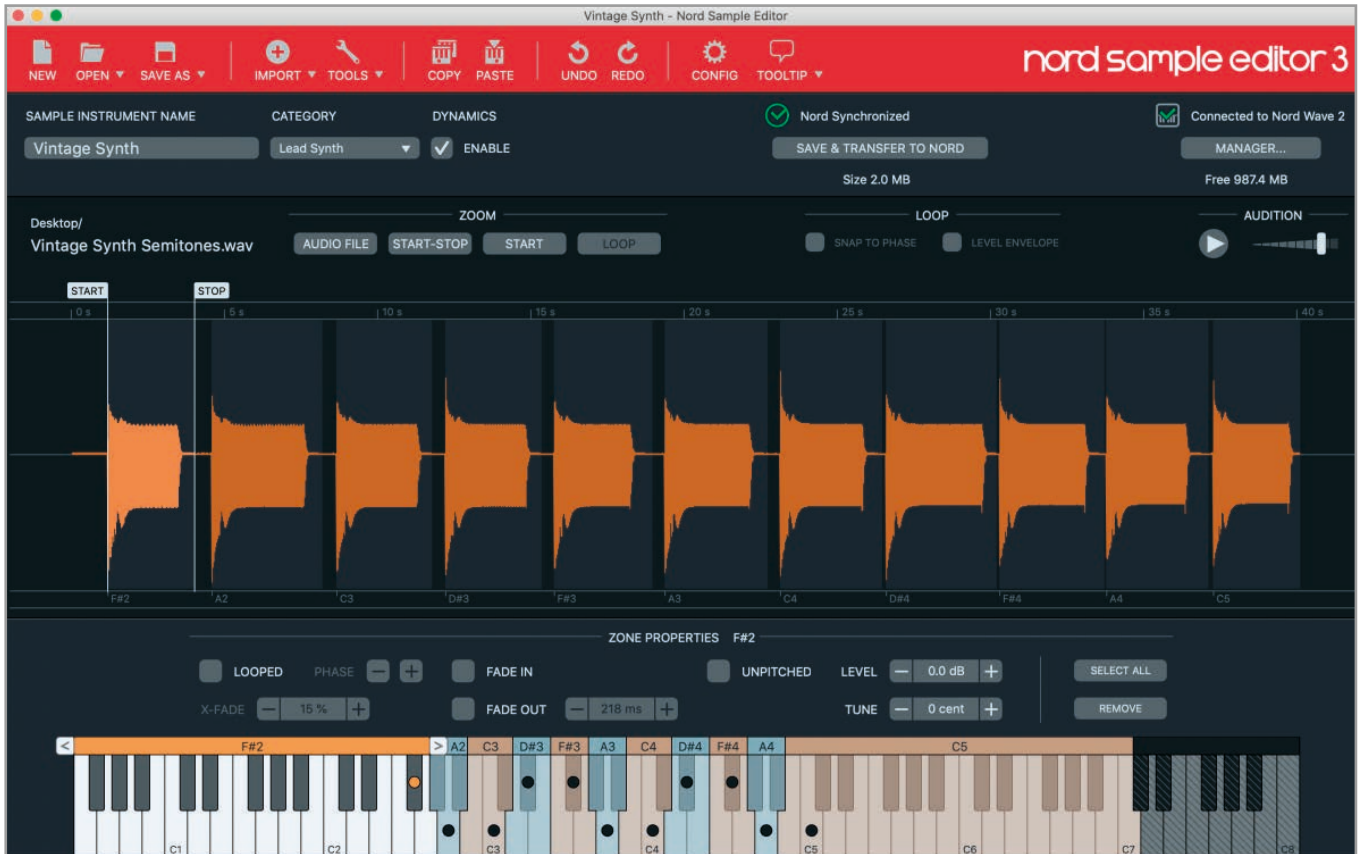 Vintage Synth - Nord Sample Editor
NEW OPEN SAVE AS IMPORT TOOLS COPY PASTE UNDO REDO CONFIG TOOLTIP
nord sample editor 3
SAMPLE INSTRUMENT NAME CATEGORY DYNAMICS Nord Synchronized Connected to Nord Wave 2
Vintage Synth Lead Synth ENABLE SAVE & TRANSFER TO NORD MANAGER...
Size 2.0 MB Free 987.4 MB
ZOOM LOOP AUDITION
Desktop/
Vintage Synth Semitones.wav AUDIO FILE START-STOP START LOOP SNAP TO PHASE LEVEL ENVELOPE
START STOP
0 s 5 s 10 s 15 s 20 s 25 s 30 s 35 s 40 s
F#2 A2 C3 D#3 F#3 A3 C4 D#4 F#4 A4 C5
ZONE PROPERTIES F#2
LOOPED PHASE - + FADE IN UNPITCHED LEVEL - 0.0 dB + SELECT ALL
X-FADE - 15 % + FADE OUT - 218 ms + TUNE - 0 cent + REMOVE
< F#2 > A2 C3 D#3 F#3 A3 C4 D#4 F#4 A4 C5
C1 C2 C3 C4 C5 C6 C7 C8